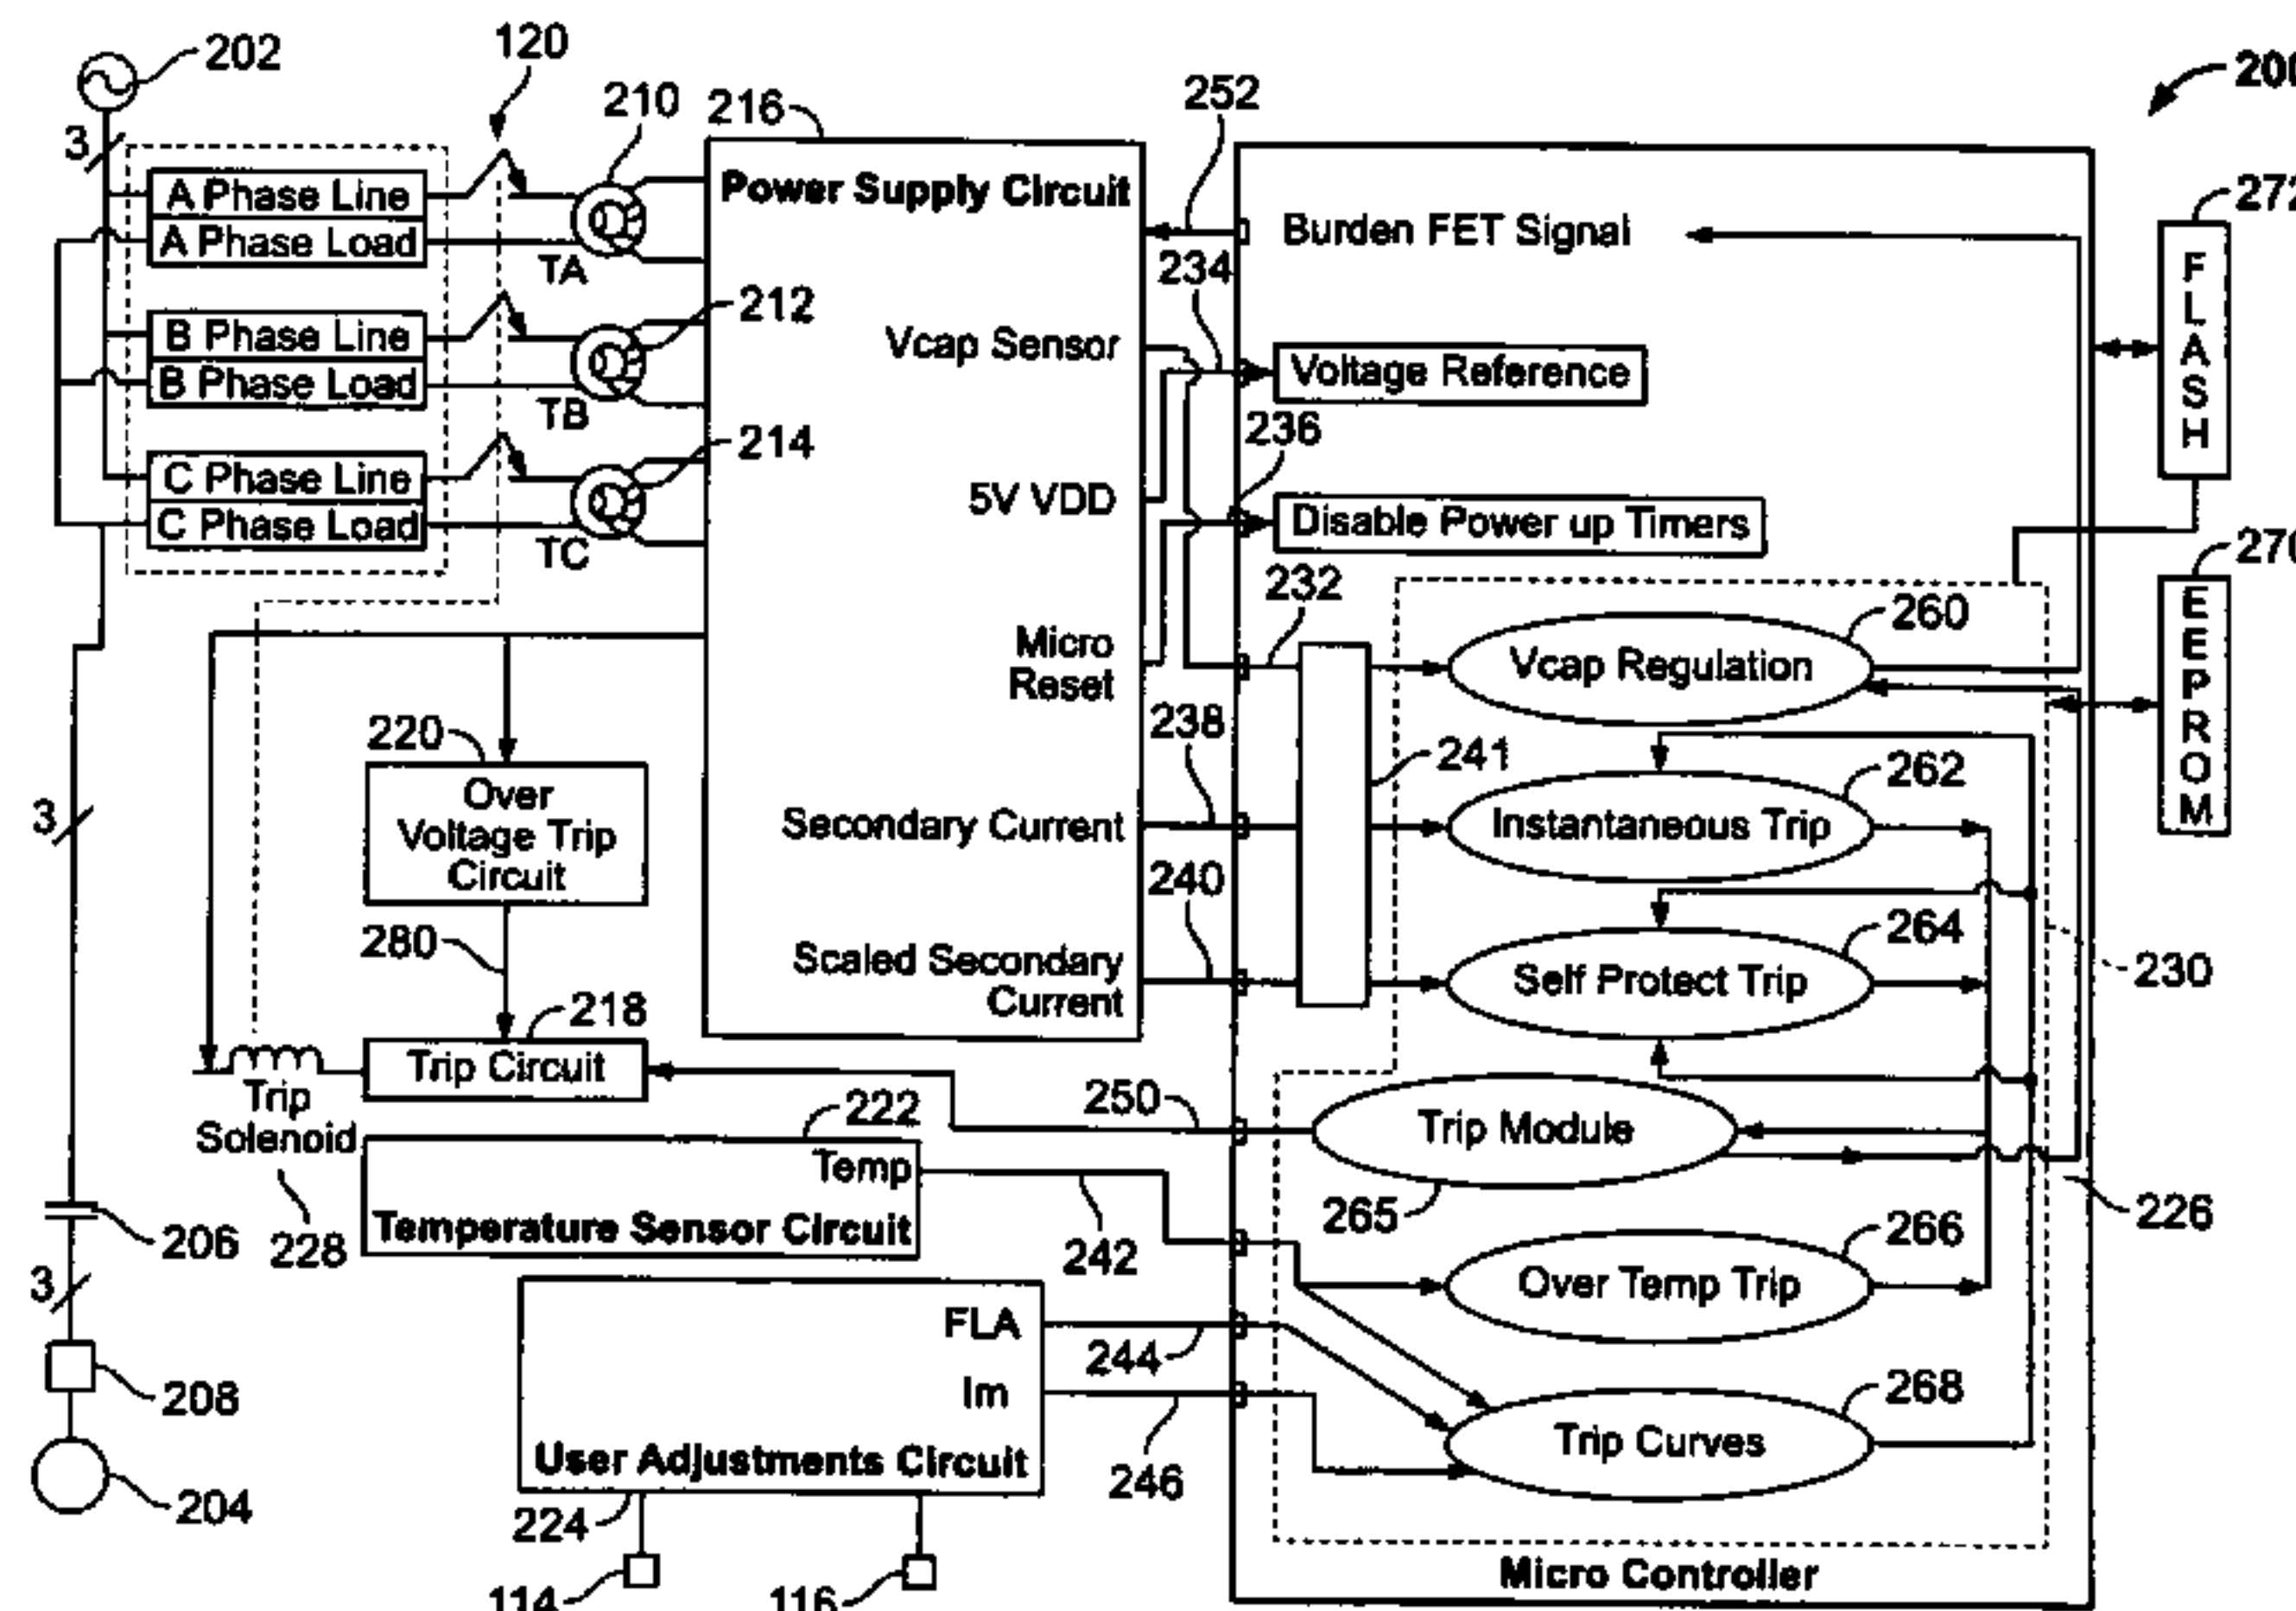 202
120
210
216
252
200
3
A Phase Line
A Phase Load
TA
Power Supply Circuit
Burden FET Signal
272
FLASH
234
212
B Phase Line
B Phase Load
TB
Vcap Sensor
Voltage Reference
236
214
C Phase Line
C Phase Load
TC
5V VDD
Disable Power up Timers
270
EEPROM
232
260
Micro
Reset
Vcap Regulation
238
241
262
220
Over
Voltage Trip
Circuit
3
Secondary Current
Instantaneous Trip
240
264
280
Scaled Secondary
Current
Self Protect Trip
230
218
Trip Circuit
Trip
Solenoid
228
222
Temp
Temperature Sensor Circuit
250
Trip Module
265
226
206
242
266
Over Temp Trip
3
FLA
244
Im
User Adjustments Circuit
246
268
Trip Curves
208
204
224
114
116
Micro Controller